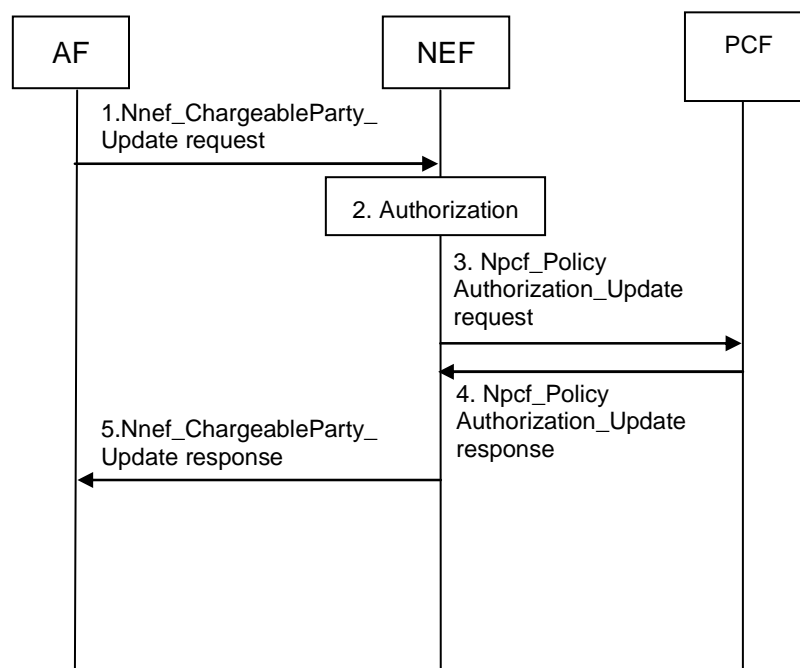 AF
NEF
PCF
1.Nnef_ChargeableParty_
Update request
2. Authorization
3. Npcf_Policy
Authorization_Update
request
4. Npcf_Policy
Authorization_Update
response
5.Nnef_ChargeableParty_
Update response